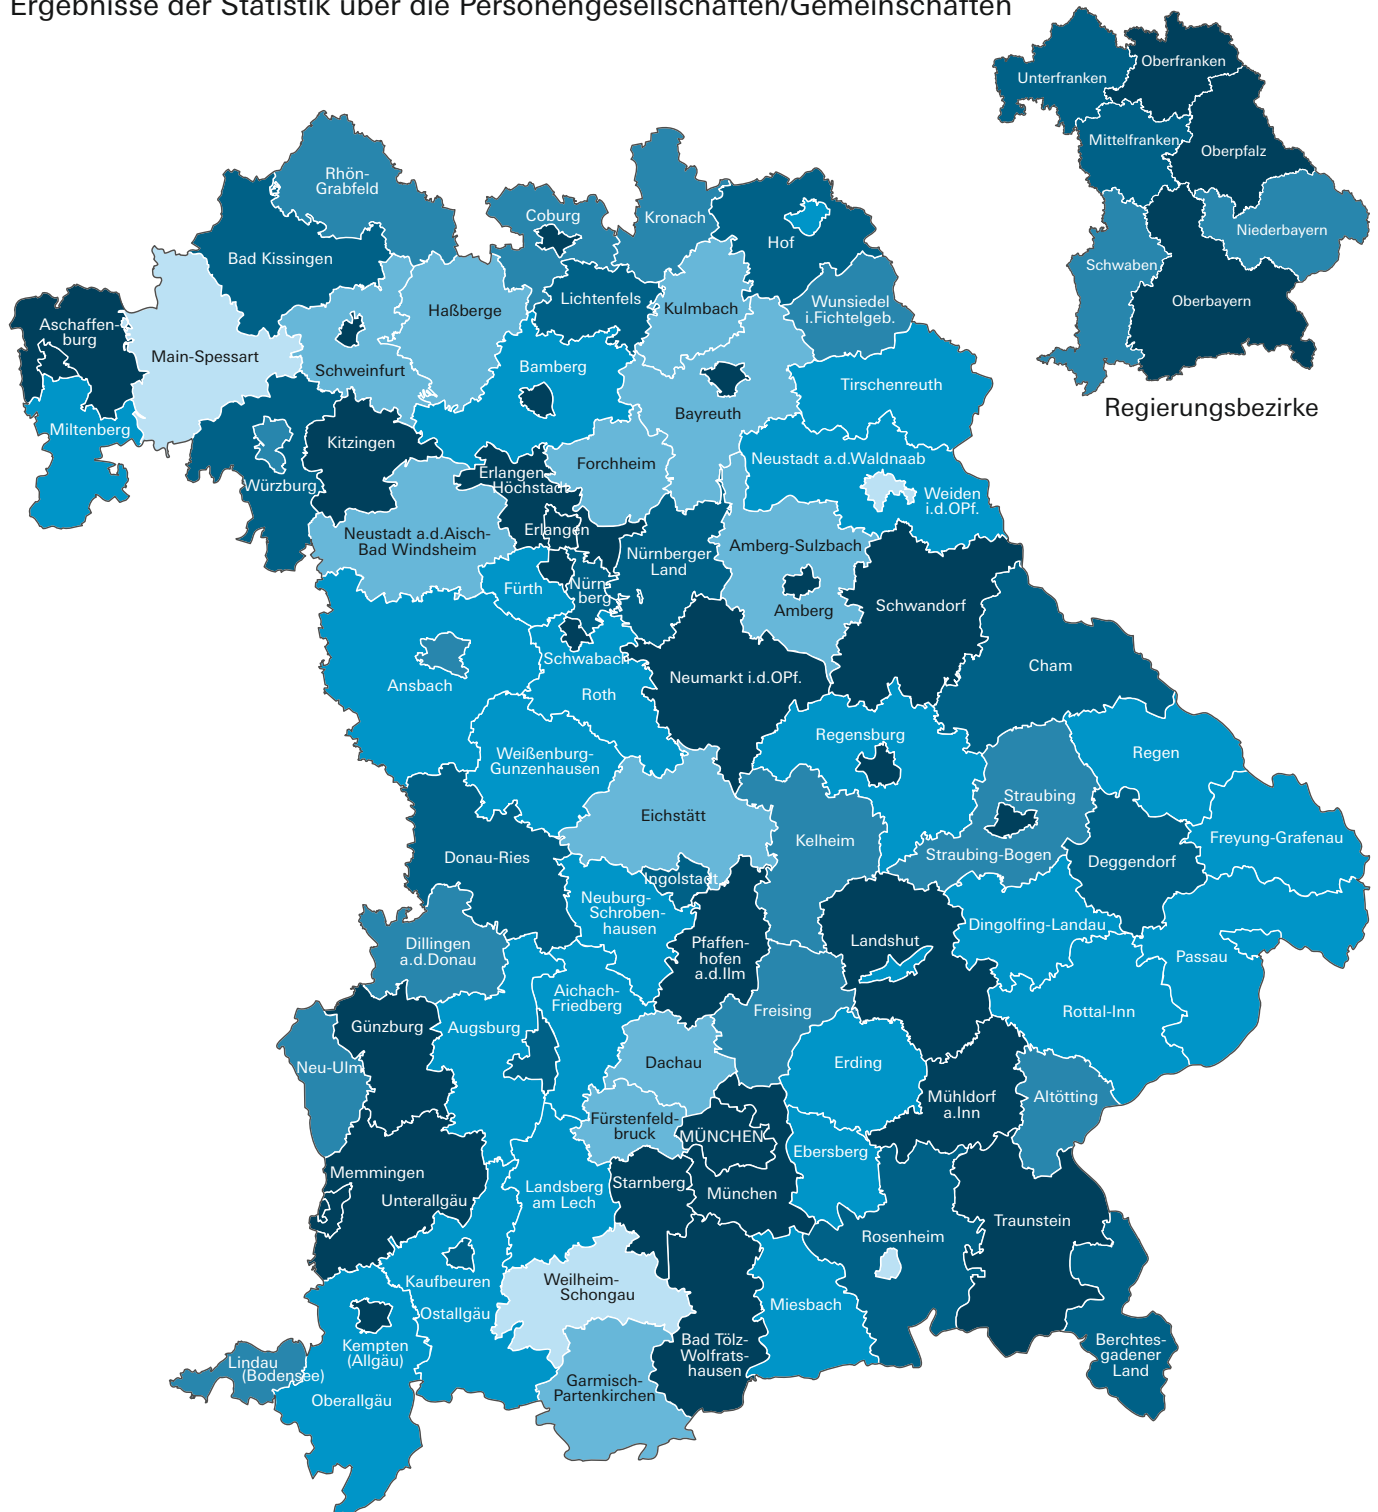 Ergebnisse der Statistik über die Personengesellschaften/Gemeinschaften
Unterfranken
Oberfranken
Mittelfranken
Oberpfalz
Niederbayern
Schwaben
Oberbayern
Regierungsbezirke
Rhön-
Grabfeld
Coburg
Kronach
Hof
Bad Kissingen
Lichtenfels
Kulmbach
Wunsiedel
i.Fichtelgeb.
Haßberge
Aschaffen-
burg
Main-Spessart
Schweinfurt
Bamberg
Tirschenreuth
Bayreuth
Miltenberg
Kitzingen
Forchheim
Neustadt a.d.Waldnaab
Erlangen-
Höchstadt
Würzburg
Weiden
i.d.OPf.
Erlangen
Neustadt a.d.Aisch-
Bad Windsheim
Nürnberger
Land
Amberg-Sulzbach
Fürth
Nürn-
berg
Amberg
Schwandorf
Schwabach
Cham
Neumarkt i.d.OPf.
Ansbach
Roth
Regensburg
Weißenburg-
Gunzenhausen
Regen
Straubing
Eichstätt
Kelheim
Freyung-Grafenau
Donau-Ries
Straubing-Bogen
Deggendorf
Ingolstadt
Neuburg-
Schroben-
hausen
Dingolfing-Landau
Dillingen
a.d.Donau
Pfaffen-
hofen
a.d.Ilm
Landshut
Passau
Aichach-
Friedberg
Freising
Rottal-Inn
Günzburg
Augsburg
Neu-Ulm
Dachau
Erding
Mühldorf
a.Inn
Altötting
Fürstenfeld-
bruck
MÜNCHEN
Ebersberg
Memmingen
Unterallgäu
Landsberg
am Lech
Starnberg
München
Traunstein
Rosenheim
Kaufbeuren
Weilheim-
Schongau
Ostallgäu
Miesbach
Kempten
(Allgäu)
Bad Tölz-
Wolfrats-
hausen
Berchtes-
gadener
Land
Lindau
(Bodensee)
Garmisch-
Partenkirchen
Oberallgäu